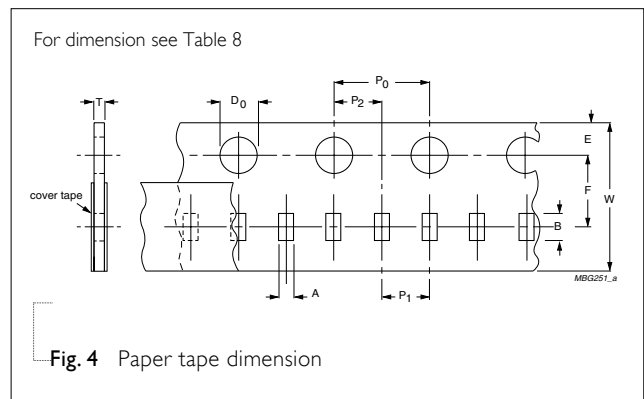 For dimension see Table 8
P0
D0
P2
T
E
F
W
cover tape
B
MBG251_a
A
P1
Fig. 4 Paper tape dimension